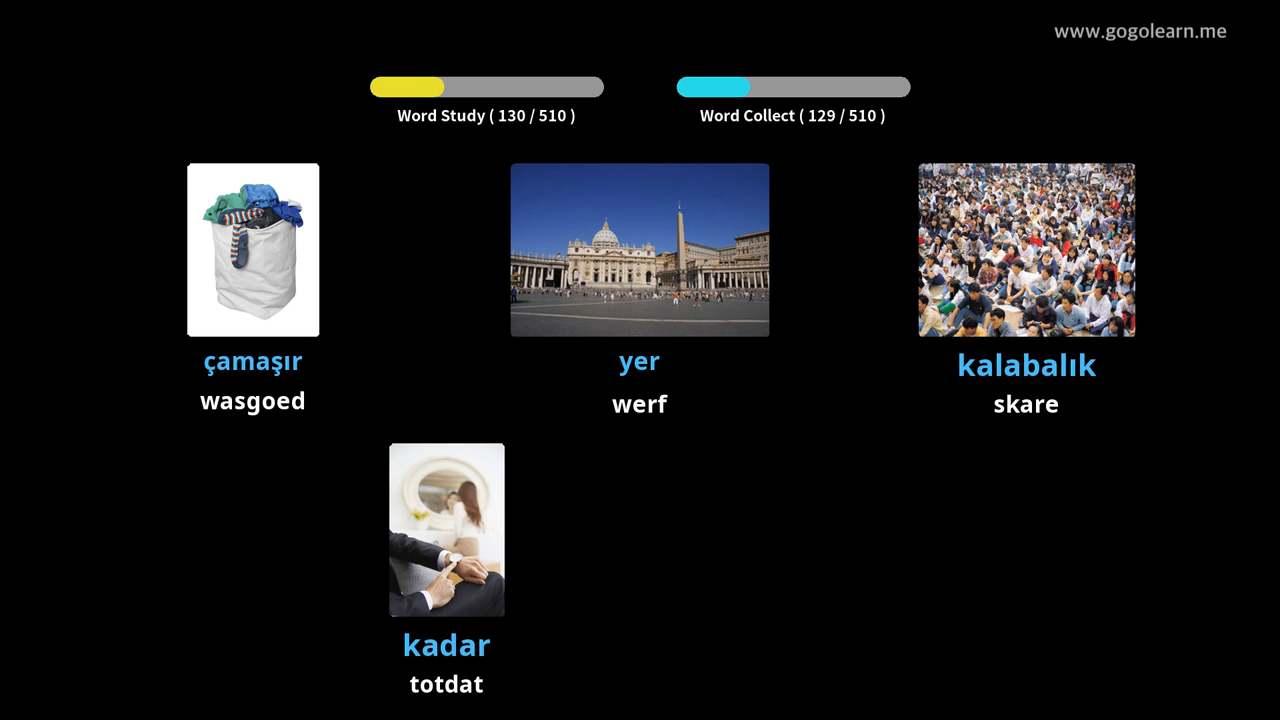 www.gogolearn.me
Word Study ( 130 / 510 )
Word Collect ( 129 / 510 )
çamaşır
wasgoed
yer
werf
kalabalık
skare
kadar
totdat